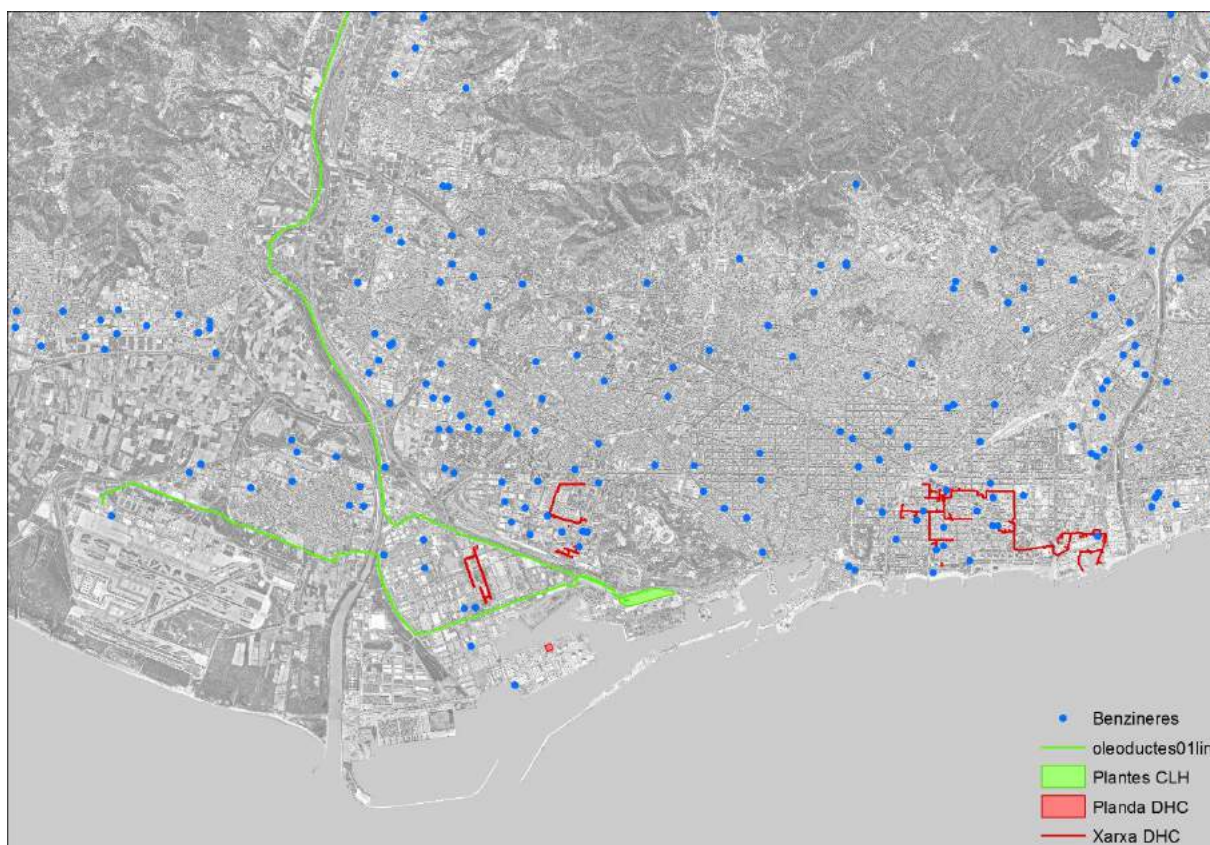 Benzineres
oleoductes01lin
Plantes CLH
Planda DHC
Xarxa DHC